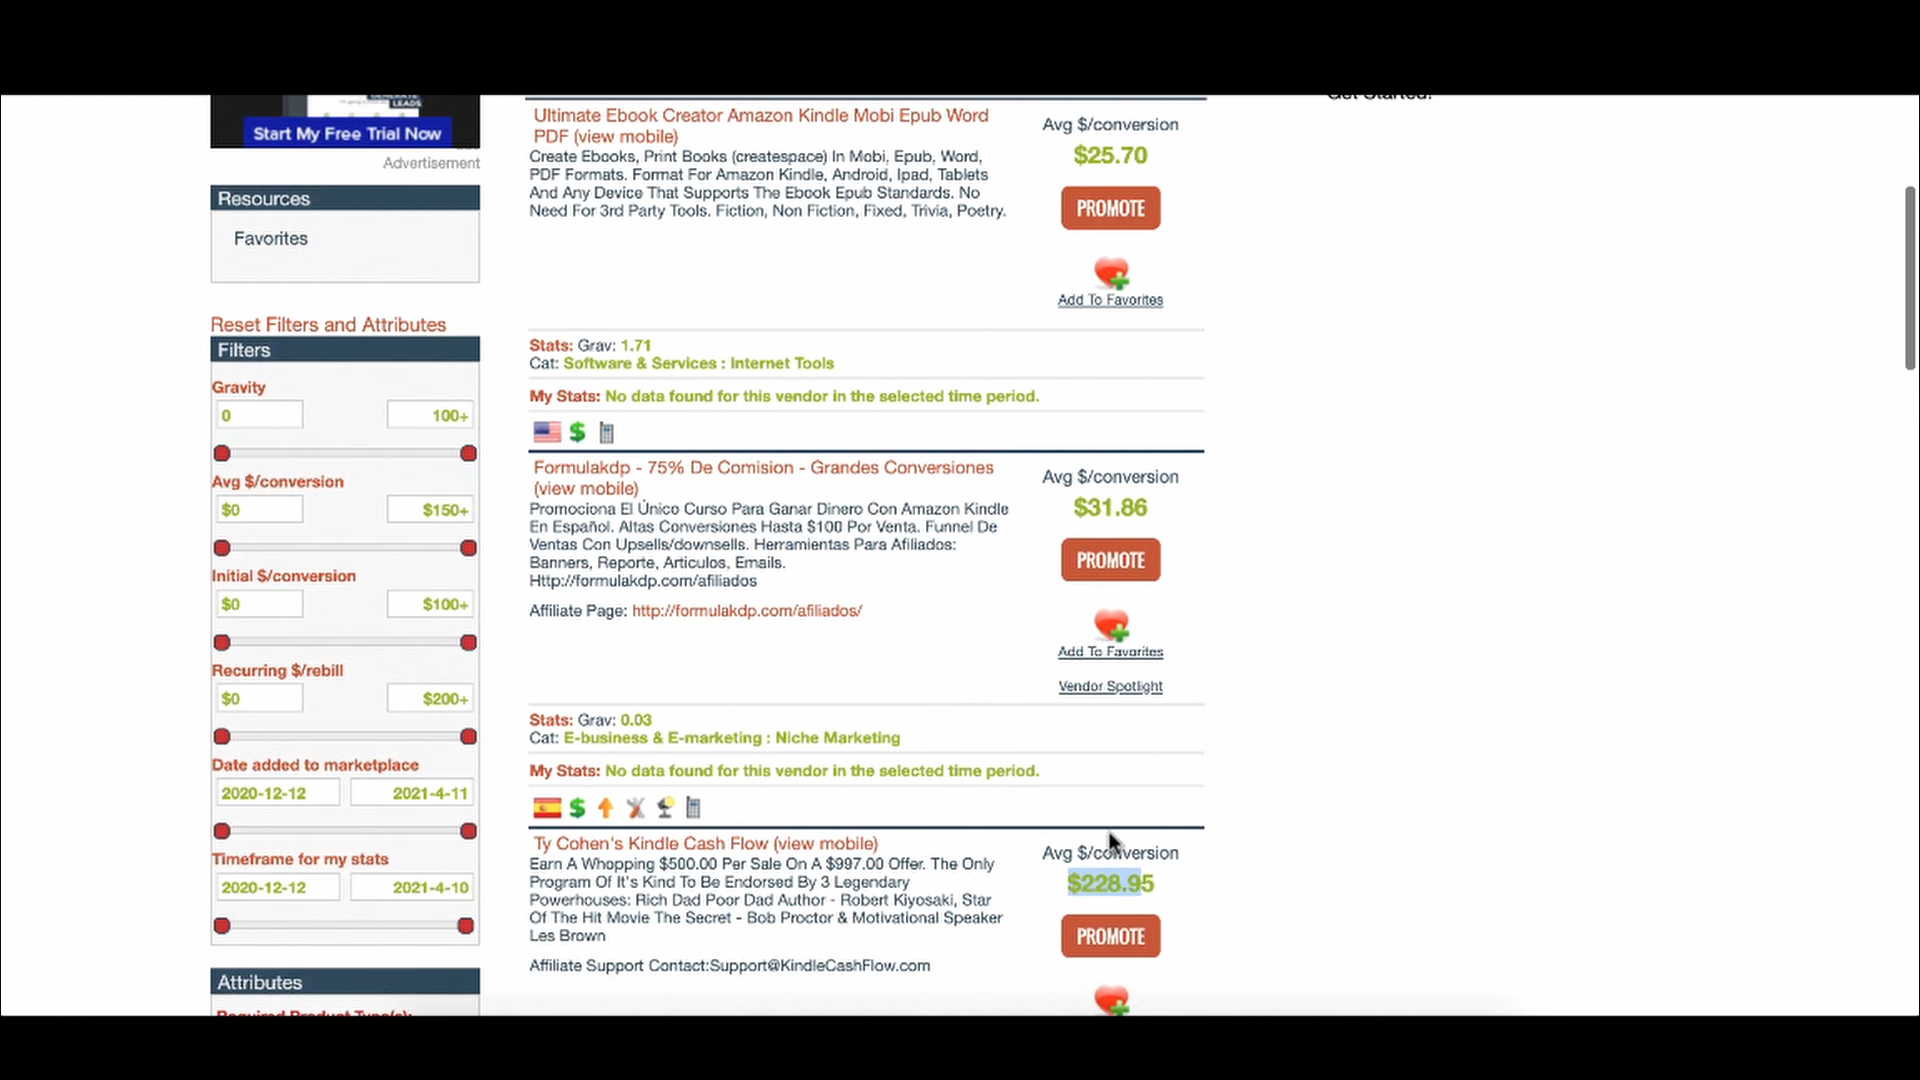 GENERATE
LEADS
Start My Free Trial Now
Advertisement
Resources
Favorites
Reset Filters and Attributes
Filters
Gravity
0 100+
Avg $/conversion
$0 $150+
Initial $/conversion
$0 $100+
Recurring $/rebill
$0 $200+
Date added to marketplace
2020-12-12 2021-4-11
Timeframe for my stats
2020-12-12 2021-4-10
Attributes
Required Product Type(s):
Ultimate Ebook Creator Amazon Kindle Mobi Epub Word
PDF (view mobile)
Create Ebooks, Print Books (createspace) In Mobi, Epub, Word,
PDF Formats. Format For Amazon Kindle, Android, Ipad, Tablets
And Any Device That Supports The Ebook Epub Standards. No
Need For 3rd Party Tools. Fiction, Non Fiction, Fixed, Trivia, Poetry.
Avg $/conversion
$25.70
PROMOTE
Add To Favorites
Stats: Grav: 1.71
Cat: Software & Services : Internet Tools
My Stats: No data found for this vendor in the selected time period.
Formulakdp - 75% De Comision - Grandes Conversiones
(view mobile)
Promociona El Único Curso Para Ganar Dinero Con Amazon Kindle
En Español. Altas Conversiones Hasta $100 Por Venta. Funnel De
Ventas Con Upsells/downsells. Herramientas Para Afiliados:
Banners, Reporte, Articulos, Emails.
Http://formulakdp.com/afiliados
Affiliate Page: http://formulakdp.com/afiliados/
Avg $/conversion
$31.86
PROMOTE
Add To Favorites
Vendor Spotlight
Stats: Grav: 0.03
Cat: E-business & E-marketing : Niche Marketing
My Stats: No data found for this vendor in the selected time period.
Ty Cohen's Kindle Cash Flow (view mobile)
Earn A Whopping $500.00 Per Sale On A $997.00 Offer. The Only
Program Of It's Kind To Be Endorsed By 3 Legendary
Powerhouses: Rich Dad Poor Dad Author - Robert Kiyosaki, Star
Of The Hit Movie The Secret - Bob Proctor & Motivational Speaker
Les Brown
Affiliate Support Contact:Support@KindleCashFlow.com
Avg $/conversion
$228.95
PROMOTE
Get Started!